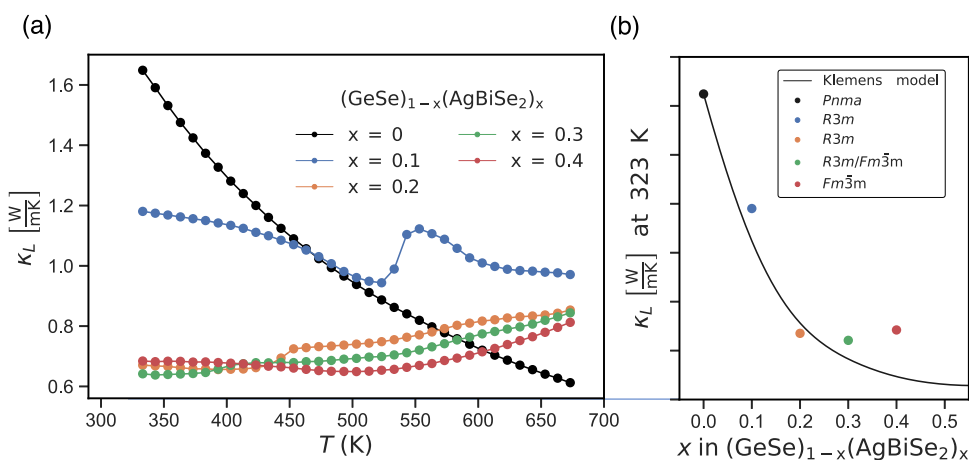 (a)
(b)
1.6
1.4
1.2
1.0
0.8
0.6
κ_L [W/mK]
(GeSe)₁₋ₓ(AgBiSe₂)ₓ
x = 0
x = 0.1
x = 0.2
x = 0.3
x = 0.4
300 350 400 450 500 550 600 650 700
T (K)
κ_L [W/mK] at 323 K
Klemens model
Pnma
R3m
R3m
R3m/Fm3̄m
Fm3̄m
0.0 0.1 0.2 0.3 0.4 0.5
x in (GeSe)₁₋ₓ(AgBiSe₂)ₓ